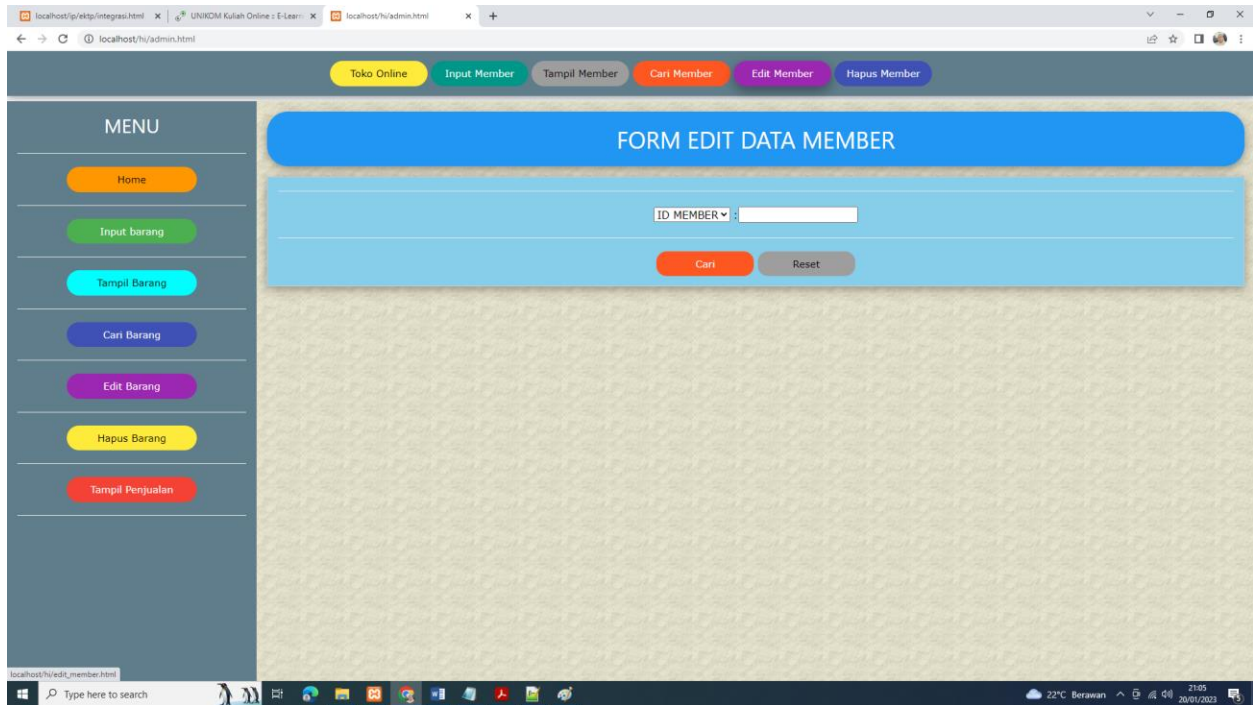 localhost/ip/ektp/integrasi.html
UNIKOM Kuliah Online :: E-Learn
localhost/hi/admin.html
localhost/hi/admin.html
Toko Online
Input Member
Tampil Member
Cari Member
Edit Member
Hapus Member
MENU
Home
Input barang
Tampil Barang
Cari Barang
Edit Barang
Hapus Barang
Tampil Penjualan
FORM EDIT DATA MEMBER
ID MEMBER :
Cari
Reset
localhost/hi/edit_member.html
Type here to search
22°C Berawan
21:05
20/01/2023